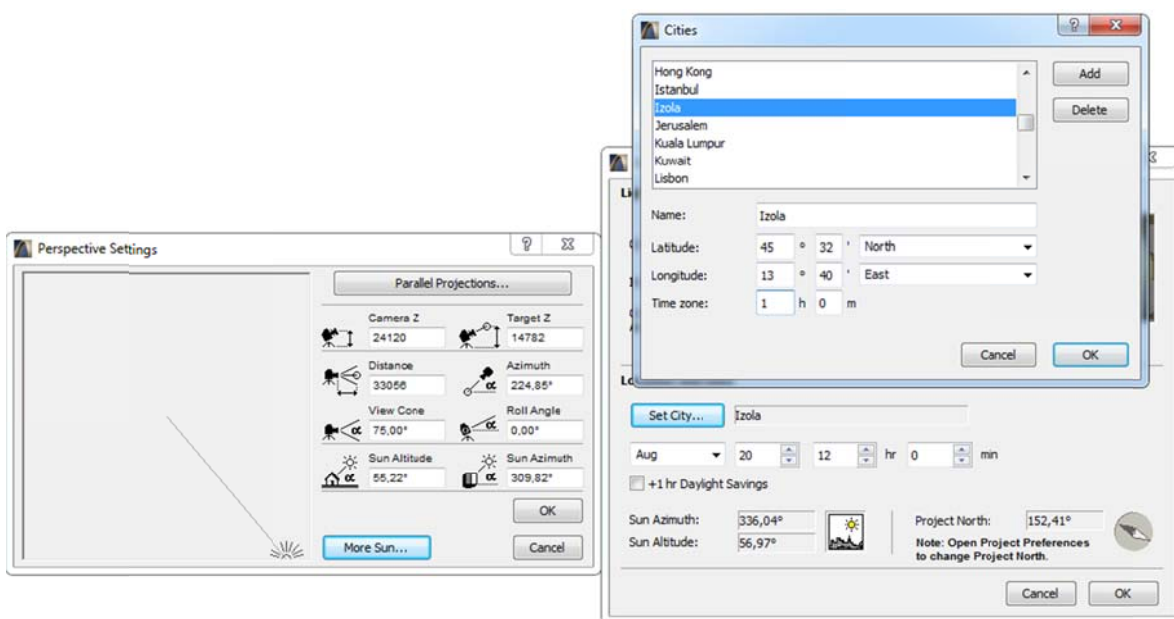 Perspective Settings
Parallel Projections...
Camera Z
Target Z
24120
14782
Distance
Azimuth
33056
α
224,85°
View Cone
Roll Angle
α
75,00°
α
0,00°
Sun Altitude
Sun Azimuth
α
55,22°
α
309,82°
OK
More Sun...
Cancel
Cities
Hong Kong
Istanbul
Izola
Jerusalem
Kuala Lumpur
Kuwait
Lisbon
Add
Delete
Name: Izola
Latitude: 45 ° 32 ' North
Longitude: 13 ° 40 ' East
Time zone: 1 h 0 m
Cancel
OK
Set City... Izola
Aug 20 12 hr 0 min
+1 hr Daylight Savings
Sun Azimuth: 336,04°
Sun Altitude: 56,97°
Project North: 152,41°
Note: Open Project Preferences
to change Project North.
Cancel
OK